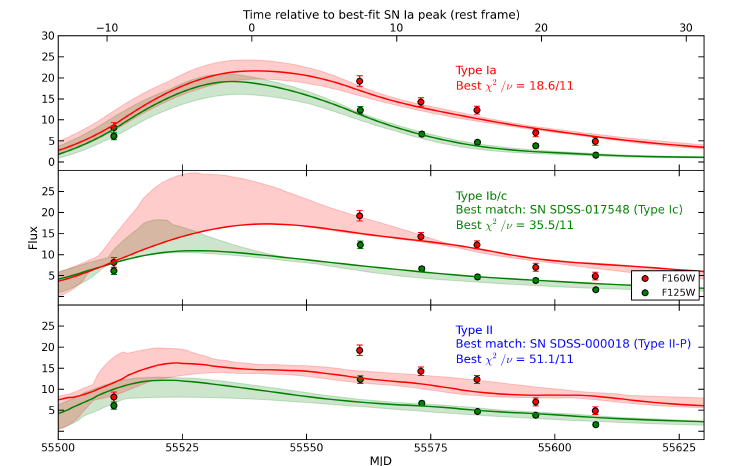 Time relative to best-fit SN Ia peak (rest frame)
−10 0 10 20 30
30
25
20
15
10
5
0
Type Ia
Best χ² /ν = 18.6/11
25
20
15
10
5
Type Ib/c
Best match: SN SDSS-017548 (Type Ic)
Best χ² /ν = 35.5/11
Flux
F160W
F125W
25
20
15
10
5
Type II
Best match: SN SDSS-000018 (Type II-P)
Best χ² /ν = 51.1/11
55500 55525 55550 55575 55600 55625
MJD